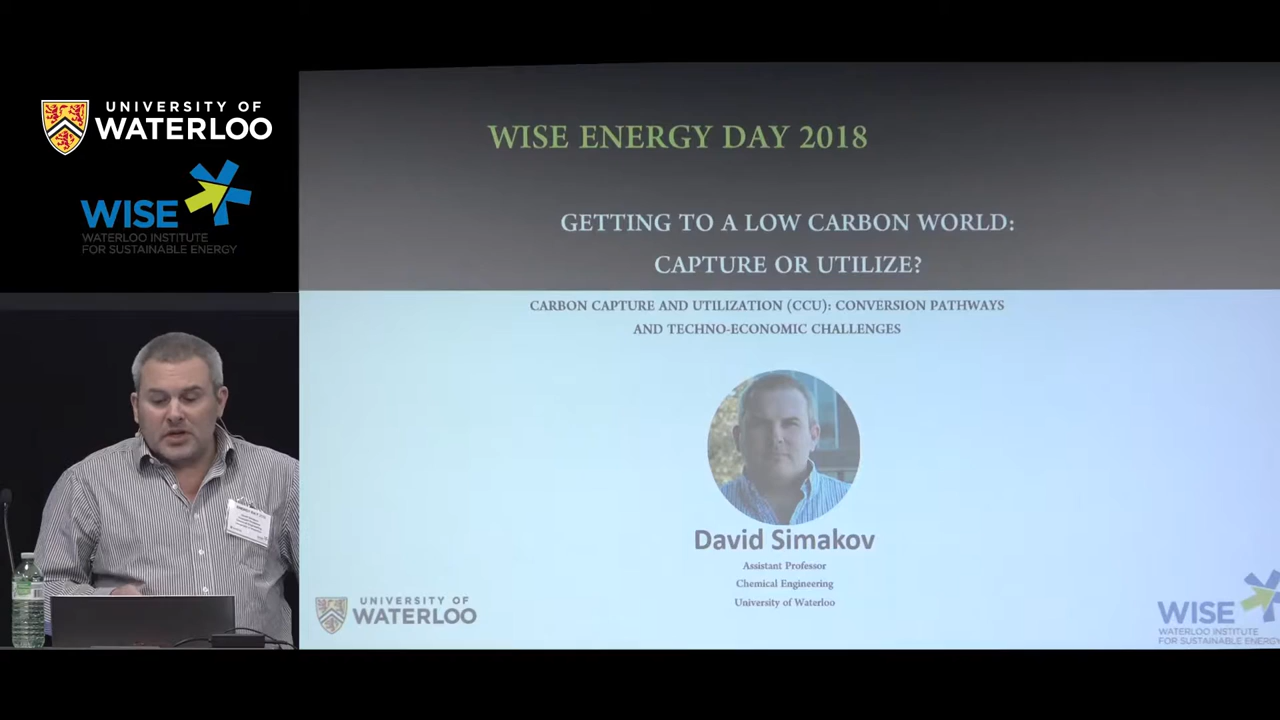 UNIVERSITY OF
WATERLOO
WISE
WATERLOO INSTITUTE
FOR SUSTAINABLE ENERGY
WISE ENERGY DAY 2018
GETTING TO A LOW CARBON WORLD:
CAPTURE OR UTILIZE?
CARBON CAPTURE AND UTILIZATION (CCU): CONVERSION PATHWAYS
AND TECHNO-ECONOMIC CHALLENGES
David Simakov
Assistant Professor
Chemical Engineering
University of Waterloo
UNIVERSITY OF
WATERLOO
WISE
WATERLOO INSTITUTE
FOR SUSTAINABLE ENERGY